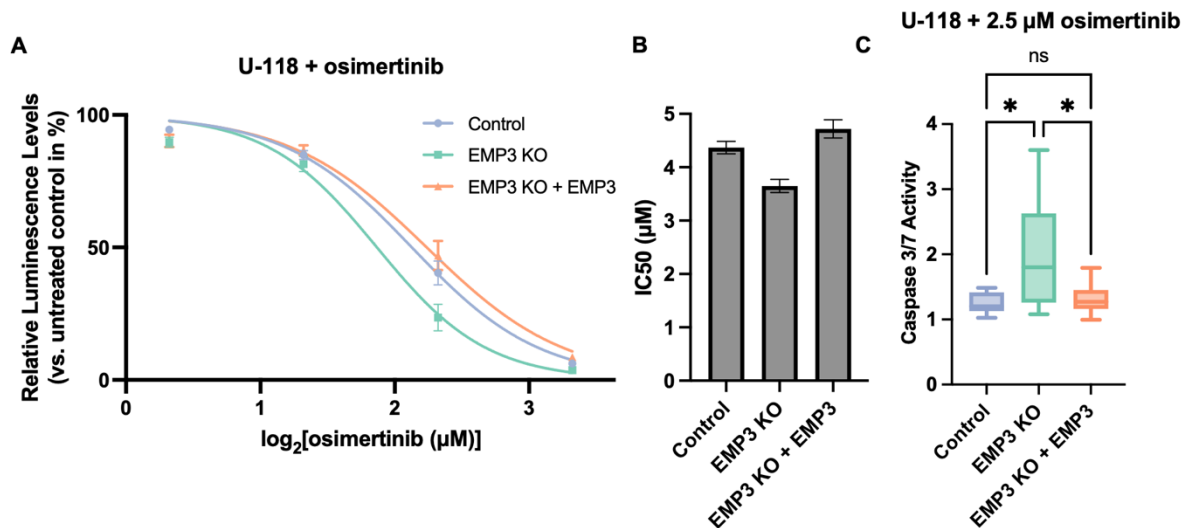 A
U-118 + osimertinib
Relative Luminescence Levels
(vs. untreated control in %)
100
50
0
0
1
2
3
log2[osimertinib (µM)]
Control
EMP3 KO
EMP3 KO + EMP3
B
IC50 (µM)
5
4
3
2
1
0
Control
EMP3 KO
EMP3 KO + EMP3
C
U-118 + 2.5 µM osimertinib
ns
*
*
Caspase 3/7 Activity
4
3
2
1
0
Control
EMP3 KO
EMP3 KO + EMP3